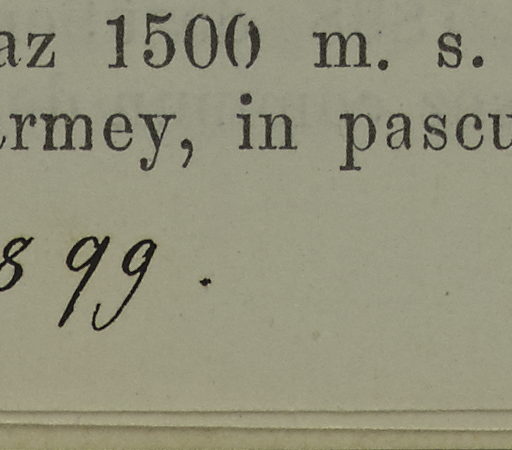 az 1500 m. s.
rmey, in pascu
899.